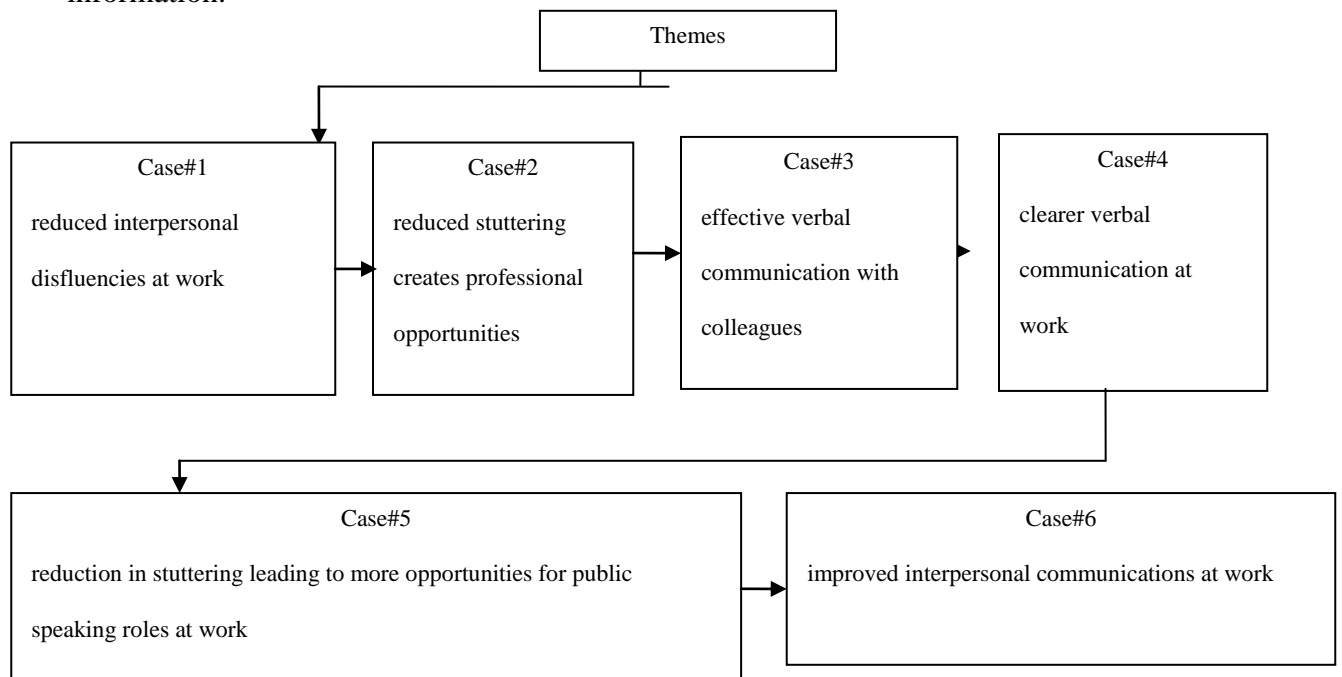 information.
Themes
Case#1
reduced interpersonal
disfluencies at work
Case#2
reduced stuttering
creates professional
opportunities
Case#3
effective verbal
communication with
colleagues
Case#4
clearer verbal
communication at
work
Case#5
reduction in stuttering leading to more opportunities for public
speaking roles at work
Case#6
improved interpersonal communications at work